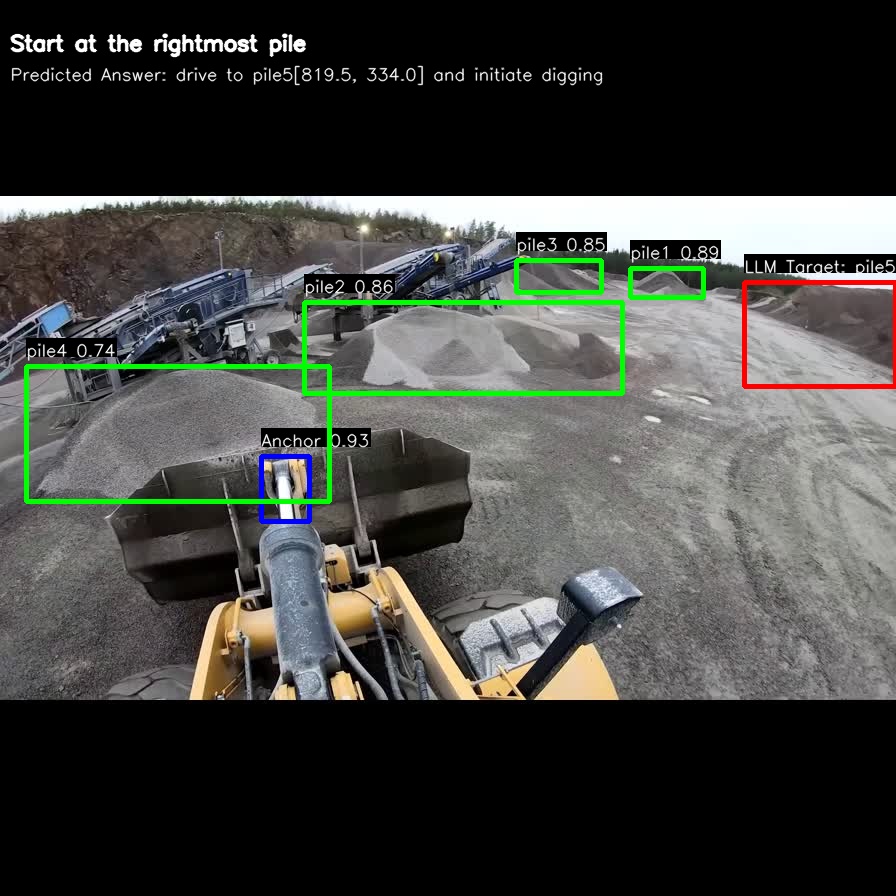 Start at the rightmost pile
Predicted Answer: drive to pile5[819.5, 334.0] and initiate digging
pile3 0.85
pile1 0.89
LLM Target: pile5
pile2 0.86
pile4 0.74
Anchor 0.93